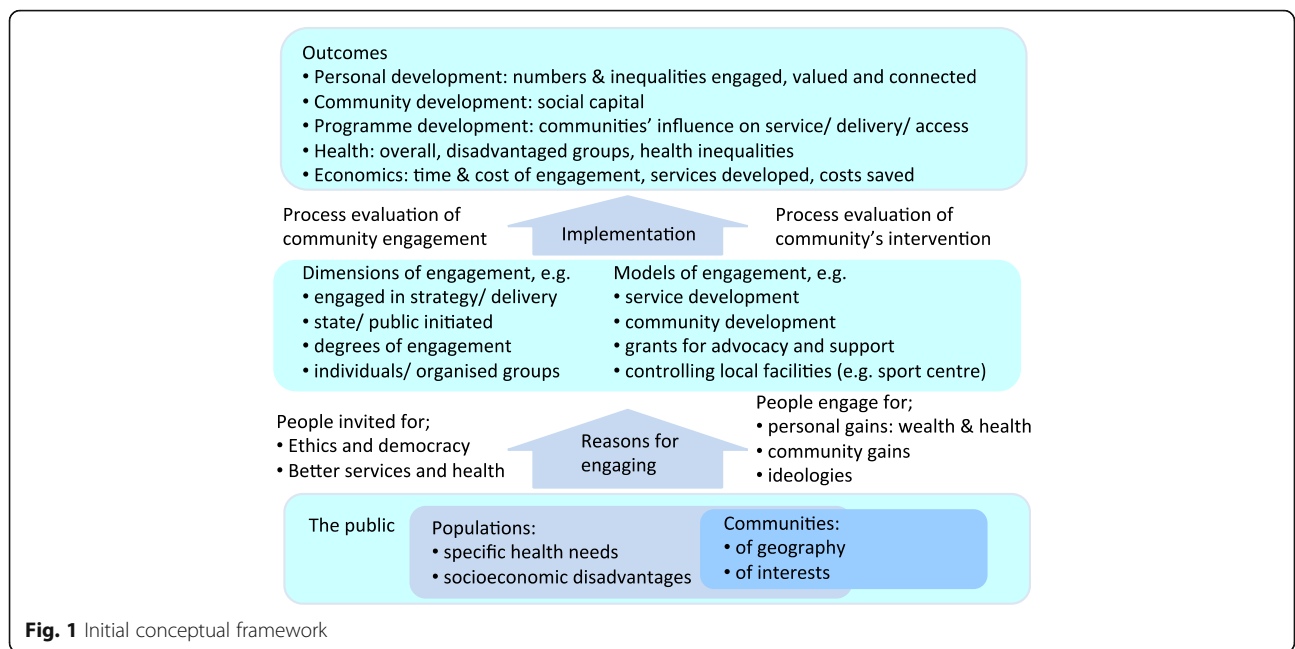 Outcomes
• Personal development: numbers & inequalities engaged, valued and connected
• Community development: social capital
• Programme development: communities’ influence on service/ delivery/ access
• Health: overall, disadvantaged groups, health inequalities
• Economics: time & cost of engagement, services developed, costs saved
Process evaluation of
community engagement
Implementation
Process evaluation of
community’s intervention
Dimensions of engagement, e.g.
• engaged in strategy/ delivery
• state/ public initiated
• degrees of engagement
• individuals/ organised groups
Models of engagement, e.g.
• service development
• community development
• grants for advocacy and support
• controlling local facilities (e.g. sport centre)
People invited for;
• Ethics and democracy
• Better services and health
Reasons for
engaging
People engage for;
• personal gains: wealth & health
• community gains
• ideologies
The public
Populations:
• specific health needs
• socioeconomic disadvantages
Communities:
• of geography
• of interests
Fig. 1 Initial conceptual framework